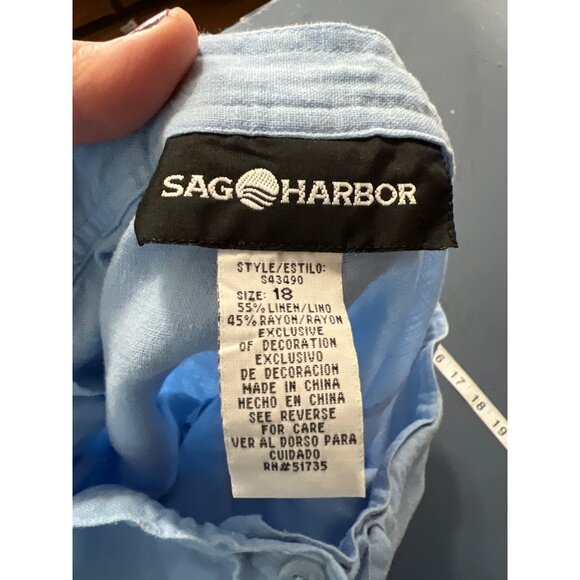 SAG HARBOR
STYLE/ESTILO:
S43490
SIZE: 18
55% LINEN/LINO
45% RAYON/RAYON
EXCLUSIVE
OF DECORATION
EXCLUSIVO
DE DECORACION
MADE IN CHINA
HECHO EN CHINA
SEE REVERSE
FOR CARE
VER AL DORSO PARA
CUIDADO
RN#51735
6 17 18 19